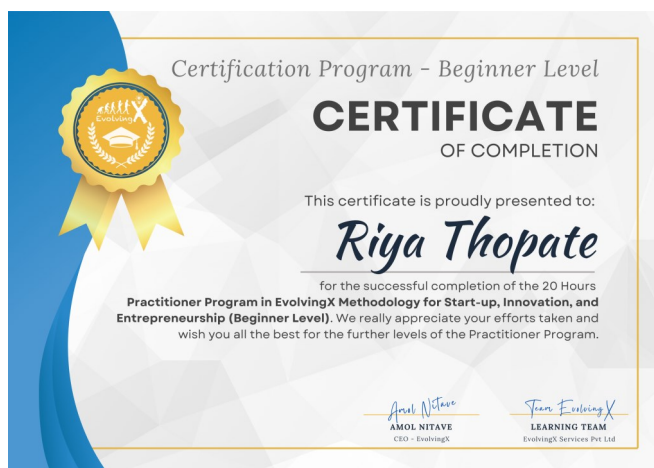 Certification Program - Beginner Level
CERTIFICATE
OF COMPLETION
EvolvingX
This certificate is proudly presented to:
Riya Thopate
for the successful completion of the 20 Hours
Practitioner Program in EvolvingX Methodology for Start-up, Innovation, and
Entrepreneurship (Beginner Level). We really appreciate your efforts taken and
wish you all the best for the further levels of the Practitioner Program.
Amol Nitave
AMOL NITAVE
CEO - EvolvingX
Team EvolvingX
LEARNING TEAM
EvolvingX Services Pvt Ltd